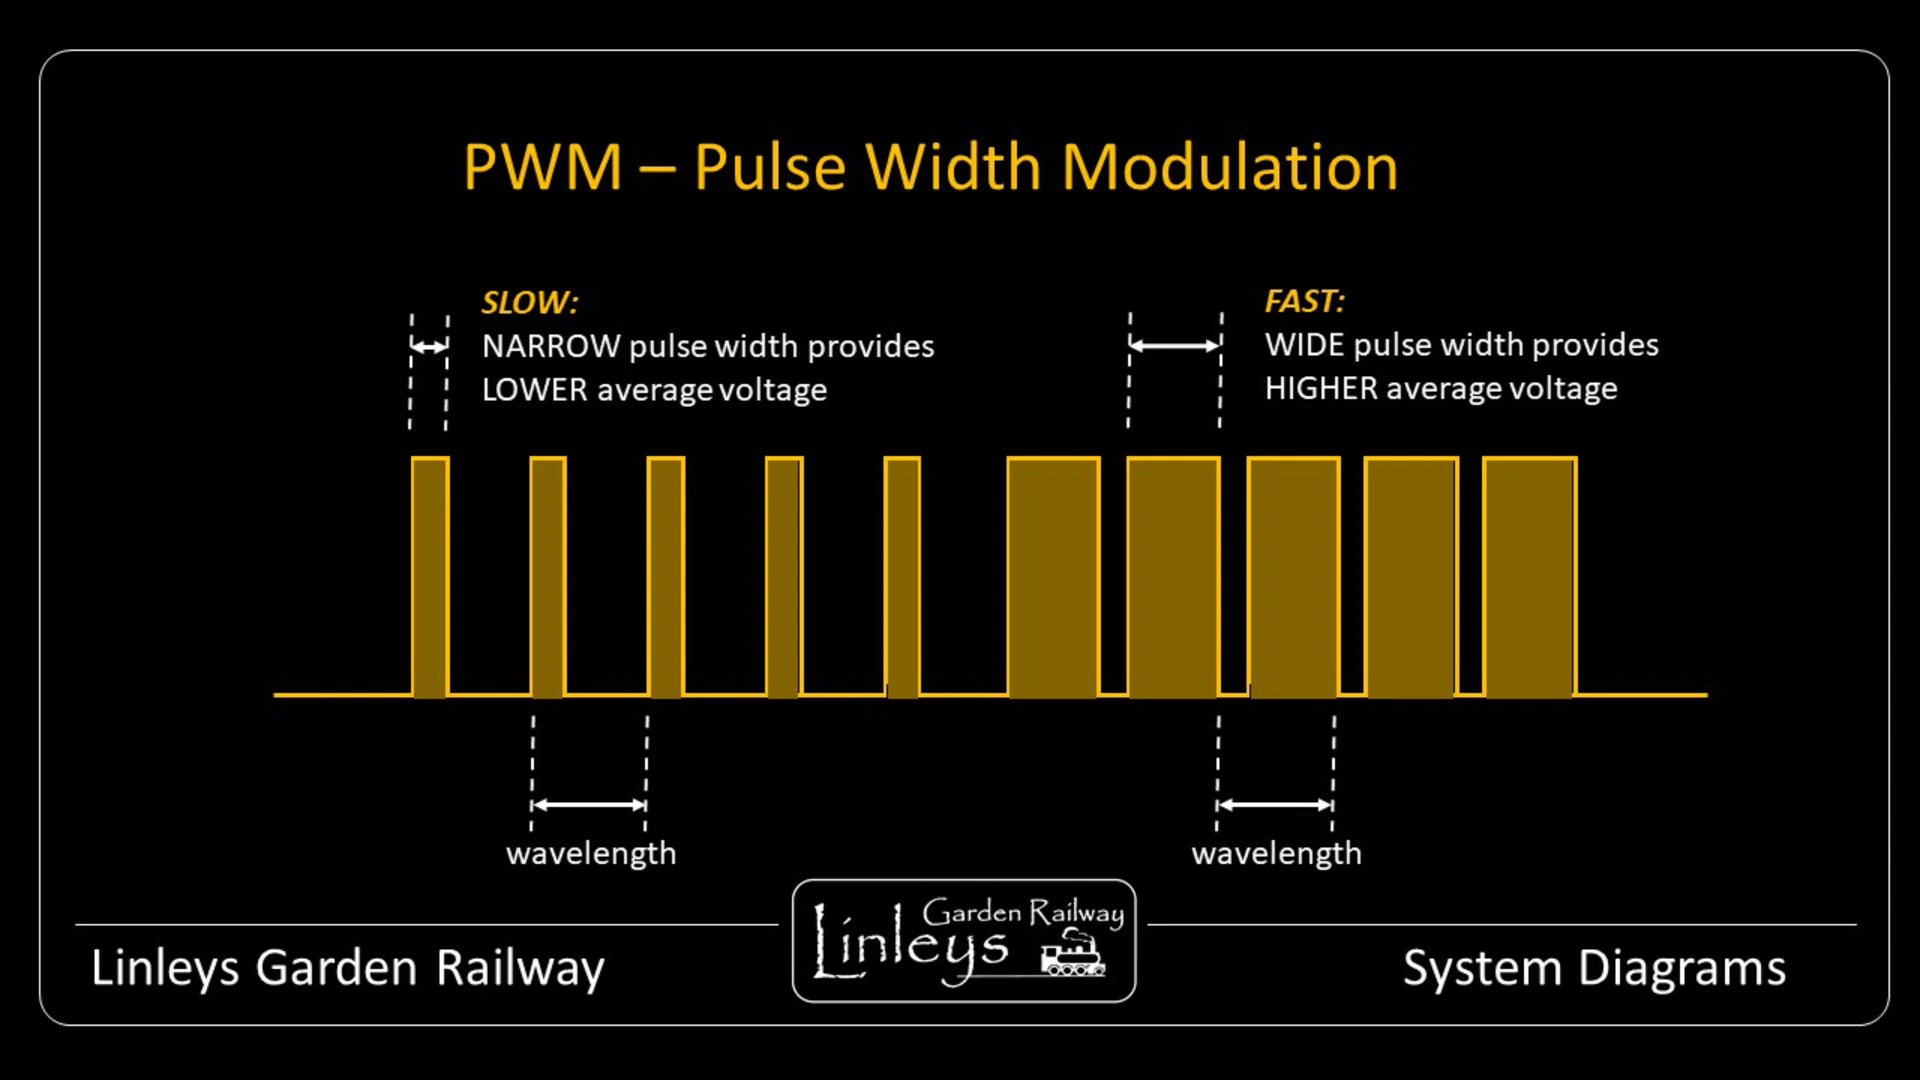 PWM – Pulse Width Modulation
SLOW:
NARROW pulse width provides
LOWER average voltage
FAST:
WIDE pulse width provides
HIGHER average voltage
wavelength
wavelength
Linleys Garden Railway
Garden Railway
Linleys
System Diagrams